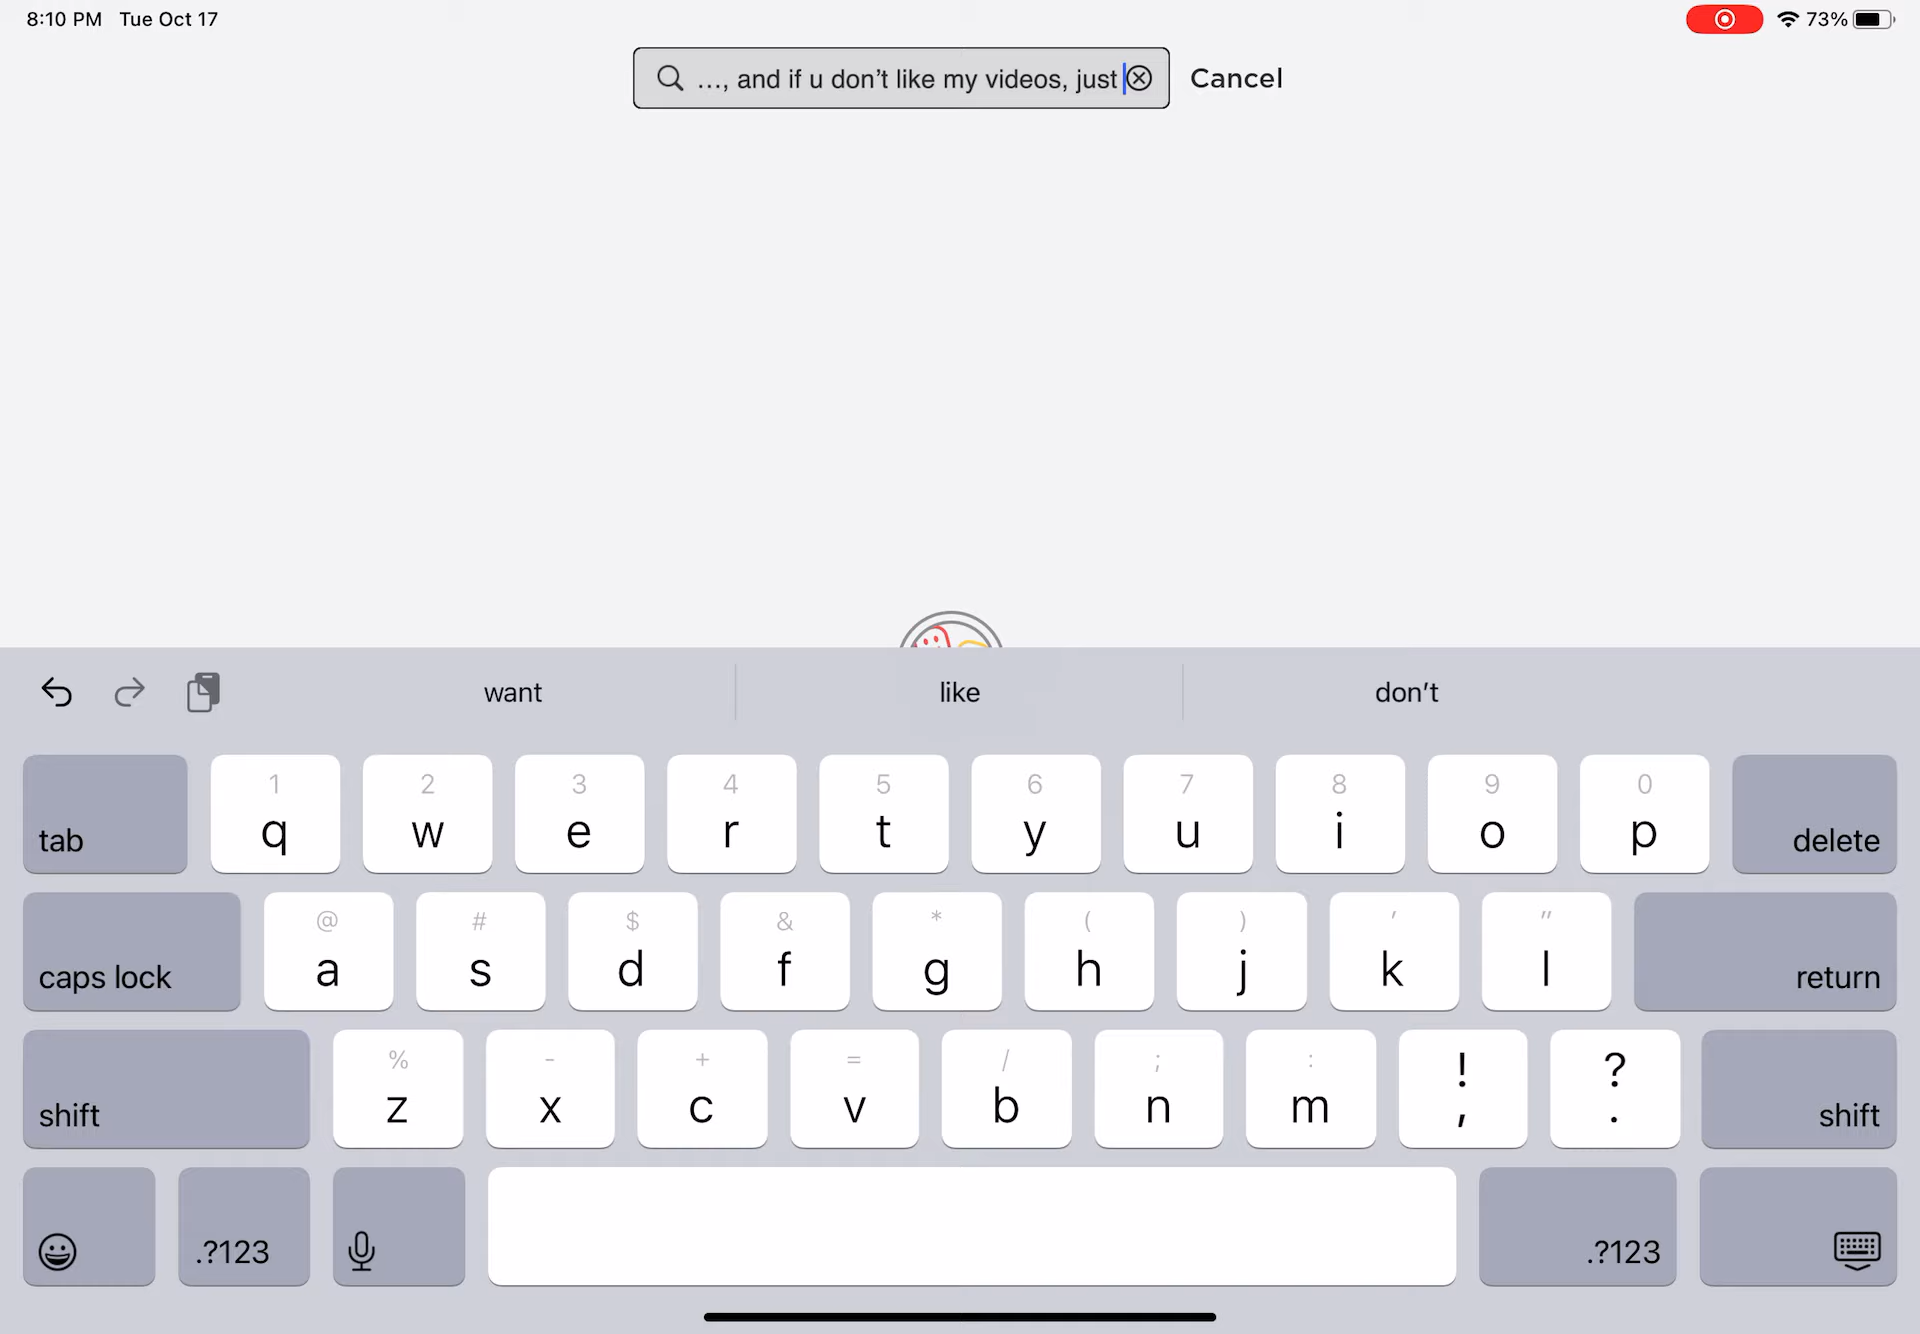 8:10 PM Tue Oct 17 73%
…, and if u don’t like my videos, just Cancel
want like don’t
1 2 3 4 5 6 7 8 9 0
tab q w e r t y u i o p delete
@ # $ & * ( ) ' "
caps lock a s d f g h j k l return
% - + = / ; : ! ?
shift z x c v b n m , . shift
.?123 .?123